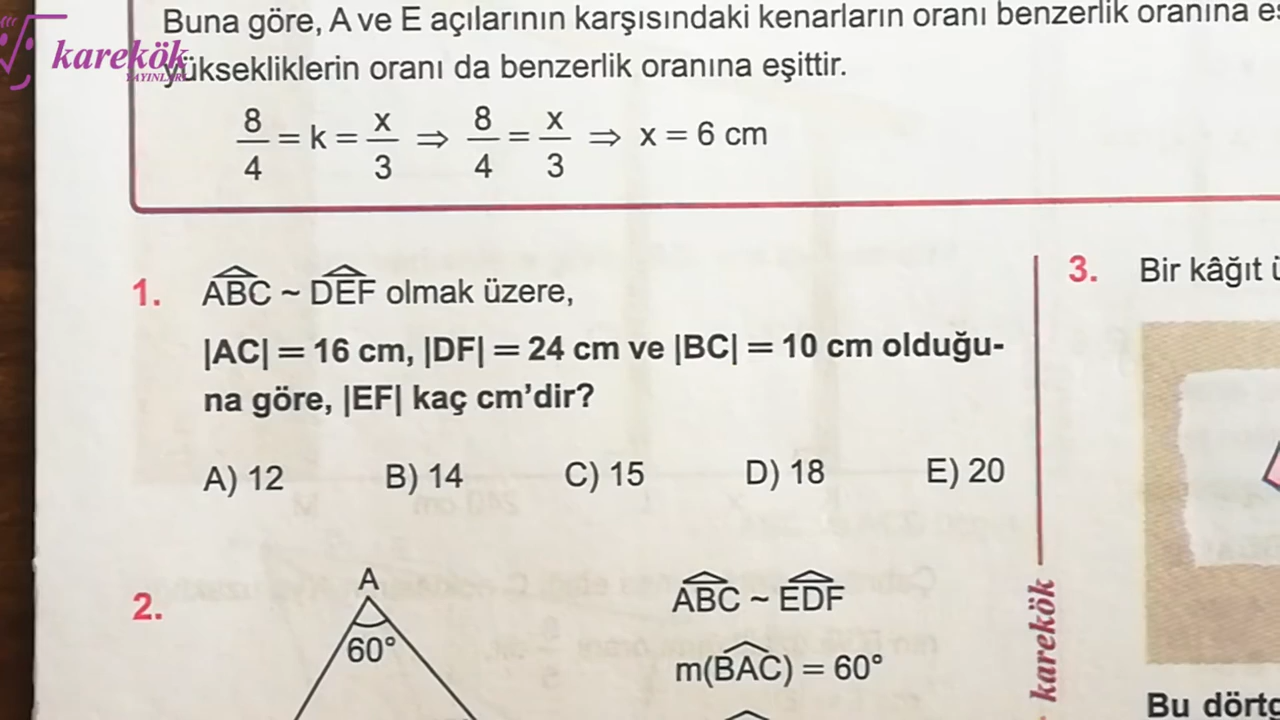 Buna göre, A ve E açılarının karşısındaki kenarların oranı benzerlik oranına
yüksekliklerin oranı da benzerlik oranına eşittir.
karekök
YAYINLARI
8/4 = k = x/3 ⇒ 8/4 = x/3 ⇒ x = 6 cm
1. ABC ~ DEF olmak üzere,
|AC| = 16 cm, |DF| = 24 cm ve |BC| = 10 cm olduğu-
na göre, |EF| kaç cm'dir?
A) 12 B) 14 C) 15 D) 18 E) 20
2.
A
60°
ABC ~ EDF
m(BAC) = 60°
karekök
3. Bir kâğıt
Bu